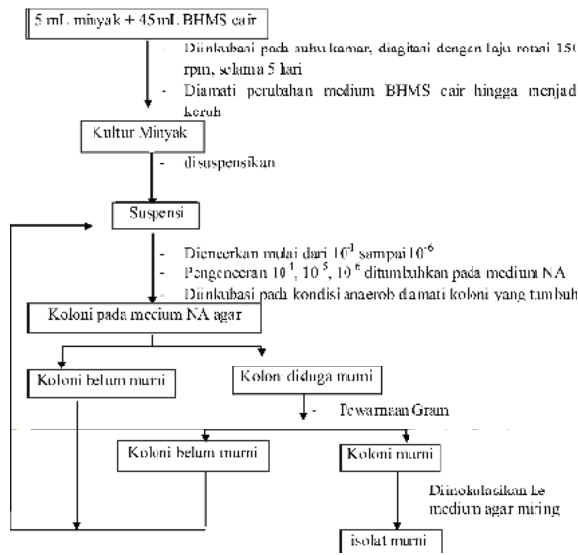 5 mL minyak + 45 mL BHMS cair
- Diinkubasi pada suhu kamar, diagitasi dengan laju rotasi 150
rpm, selama 5 hari
- Diamati perubahan medium BHMS cair hingga menjad
keruh
Kultur Minyak
- disuspensikan
Suspensi
- Diencerkan mulai dari 10⁻¹ sampai 10⁻⁶
- Pengenceran 10⁻⁴, 10⁻⁵, 10⁻⁶ ditumbuhkan pada medium NA
- Diinkubasi pada kondisi anaerob diamati koloni yang tumbuh
Koloni pada medium NA agar
Koloni belum murni
Koloni diduga murni
- Pewarnaan Gram
Koloni belum murni
Koloni murni
Diinokulasikan ke
medium agar miring
isolat murni